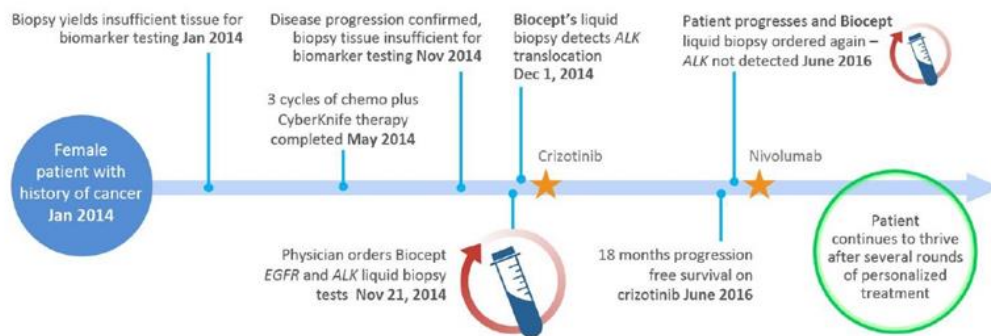 Biopsy yields insufficient tissue for
biomarker testing Jan 2014
Disease progression confirmed,
biopsy tissue insufficient for
biomarker testing Nov 2014
Biocept's liquid
biopsy detects ALK
translocation
Dec 1, 2014
Patient progresses and Biocept
liquid biopsy ordered again –
ALK not detected June 2016
3 cycles of chemo plus
CyberKnife therapy
completed May 2014
Female
patient with
history of cancer
Jan 2014
Crizotinib
Nivolumab
Physician orders Biocept
EGFR and ALK liquid biopsy
tests Nov 21, 2014
18 months progression
free survival on
crizotinib June 2016
Patient
continues to thrive
after several rounds
of personalized
treatment